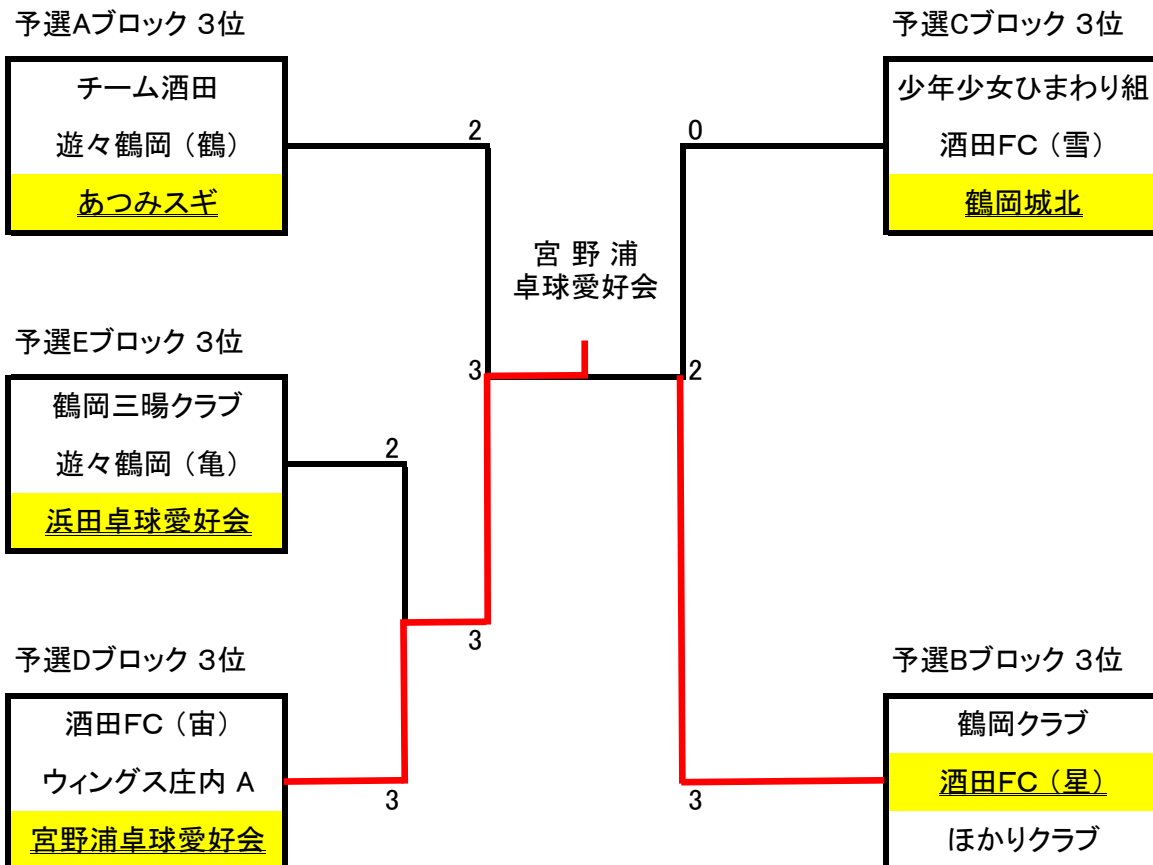 予選Aブロック 3位
チーム酒田
遊々鶴岡（鶴）
あつみスギ
2
予選Eブロック 3位
鶴岡三暘クラブ
遊々鶴岡（亀）
浜田卓球愛好会
2
予選Dブロック 3位
酒田FC（宙）
ウィングス庄内 A
宮野浦卓球愛好会
3
3
3
宮 野 浦
卓球愛好会
2
予選Cブロック 3位
少年少女ひまわり組
酒田FC（雪）
鶴岡城北
0
予選Bブロック 3位
鶴岡クラブ
酒田FC（星）
ほかりクラブ
3